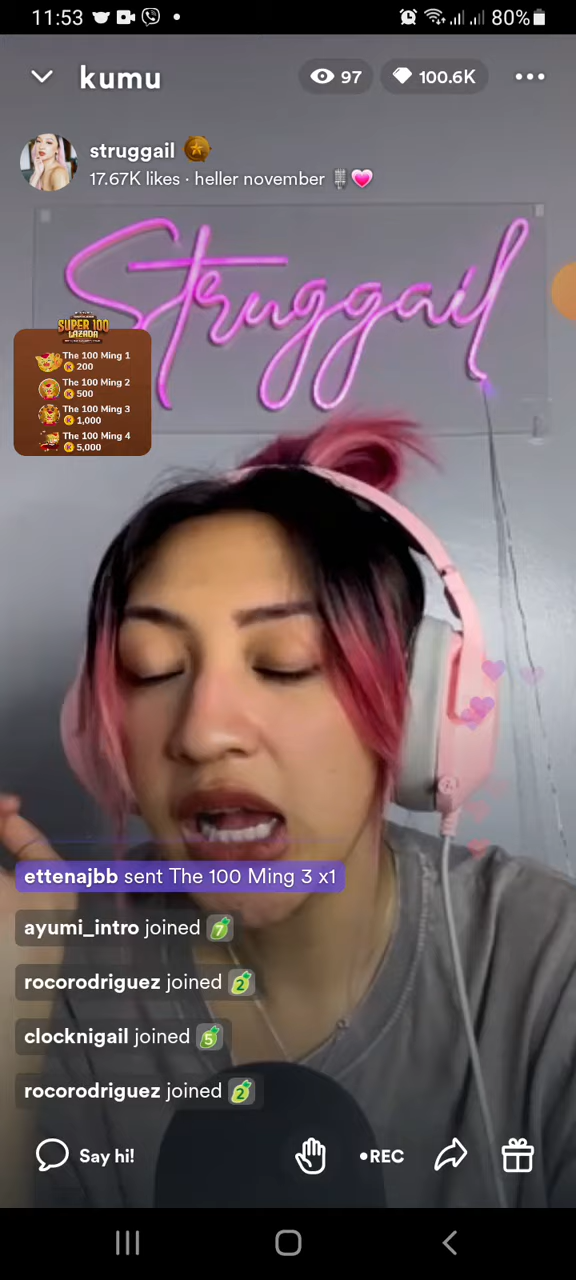 11:53
80%
kumu
97
100.6K
struggail
17.67K likes · heller november
Struggail
SUPER 100
LAZADA
The 100 Ming 1
200
The 100 Ming 2
500
The 100 Ming 3
1,000
The 100 Ming 4
5,000
ettenajbb sent The 100 Ming 3 x1
ayumi_intro joined 7
rocorodriguez joined 2
clocknigail joined 5
rocorodriguez joined 2
Say hi!
•REC